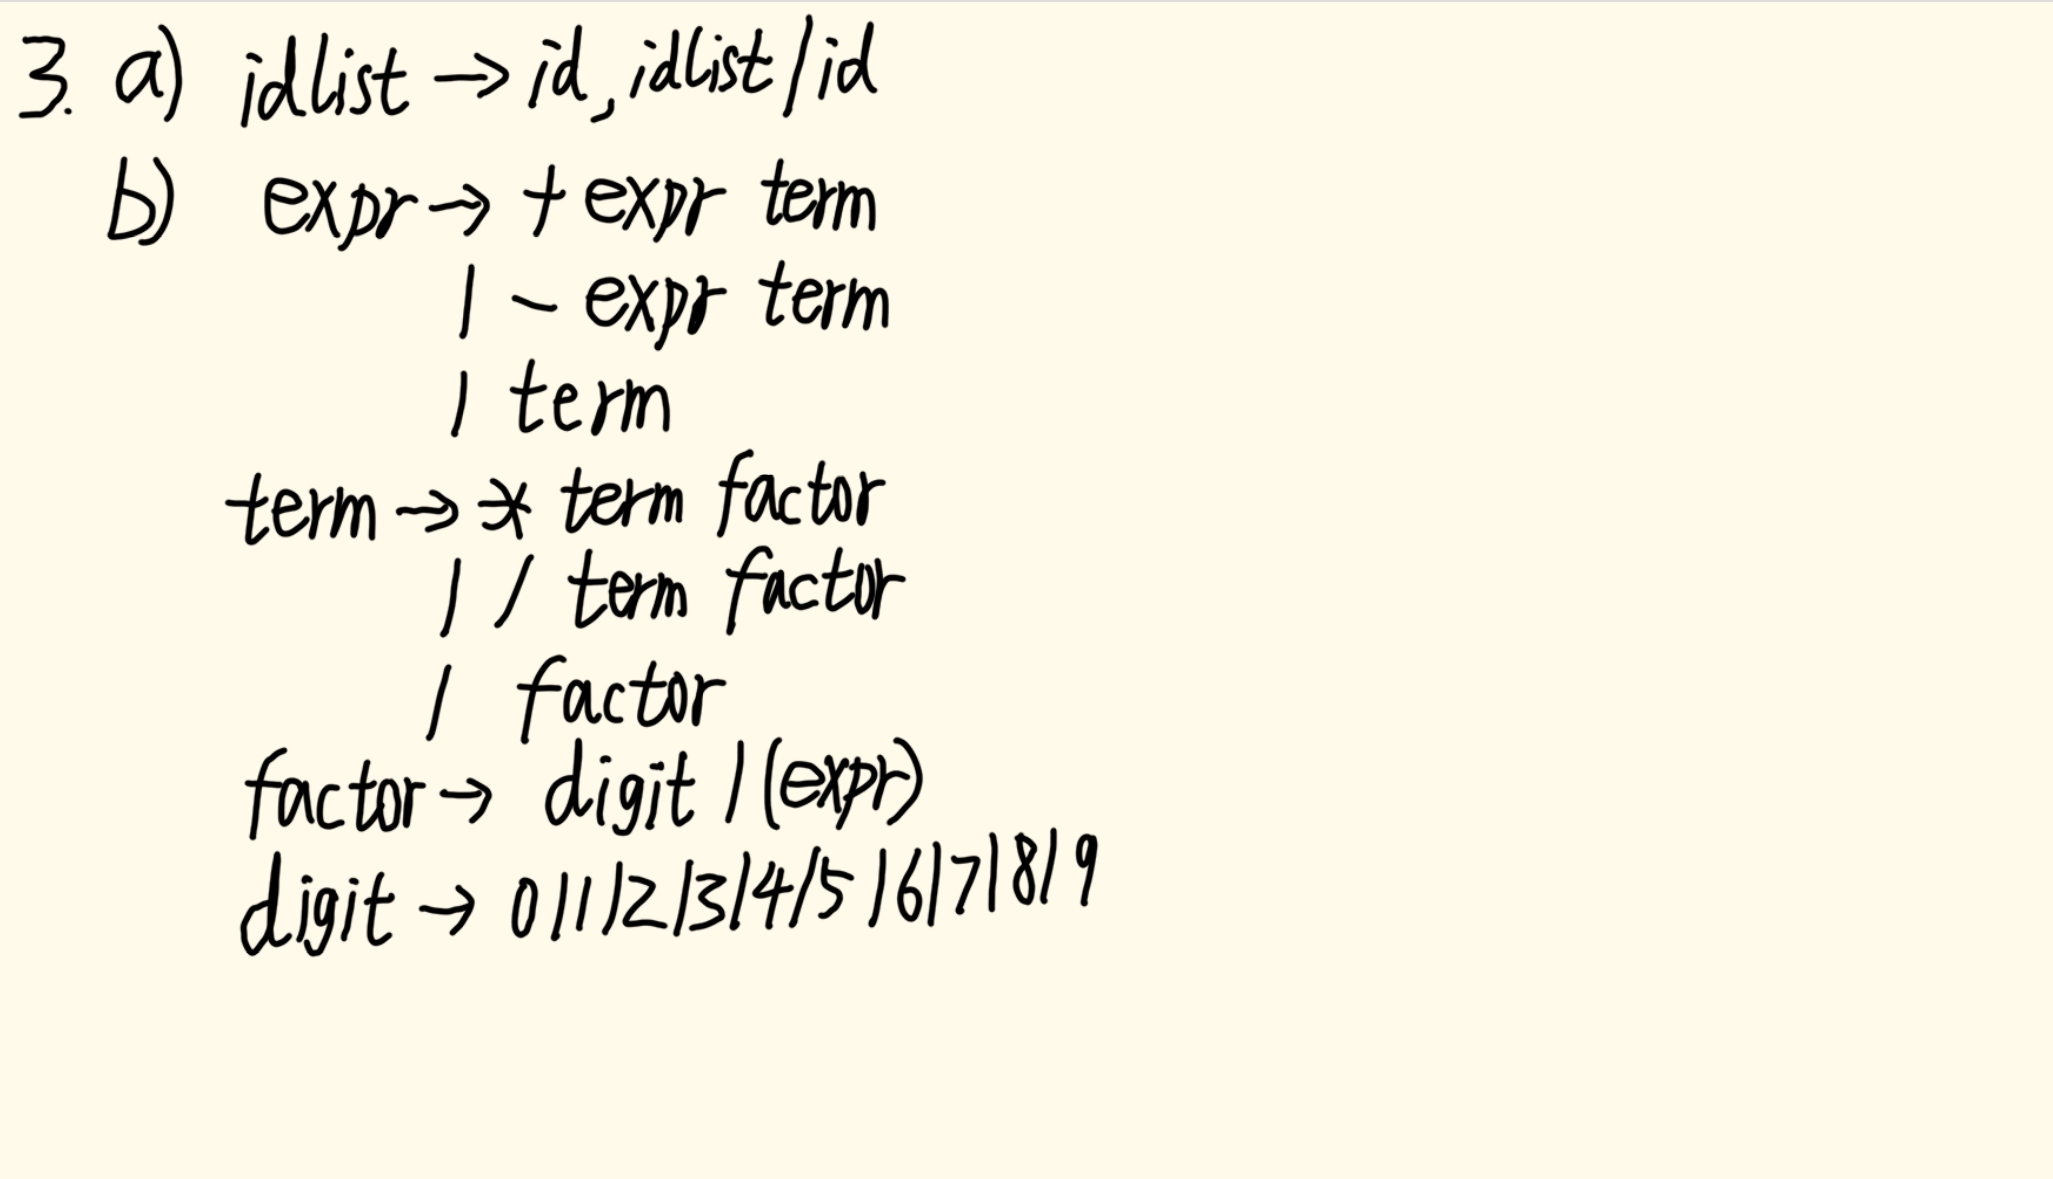 3. a) idlist → id, idlist | id
b) expr → + expr term
| - expr term
| term
term → * term factor
| / term factor
| factor
factor → digit | (expr)
digit → 0|1|2|3|4|5|6|7|8|9